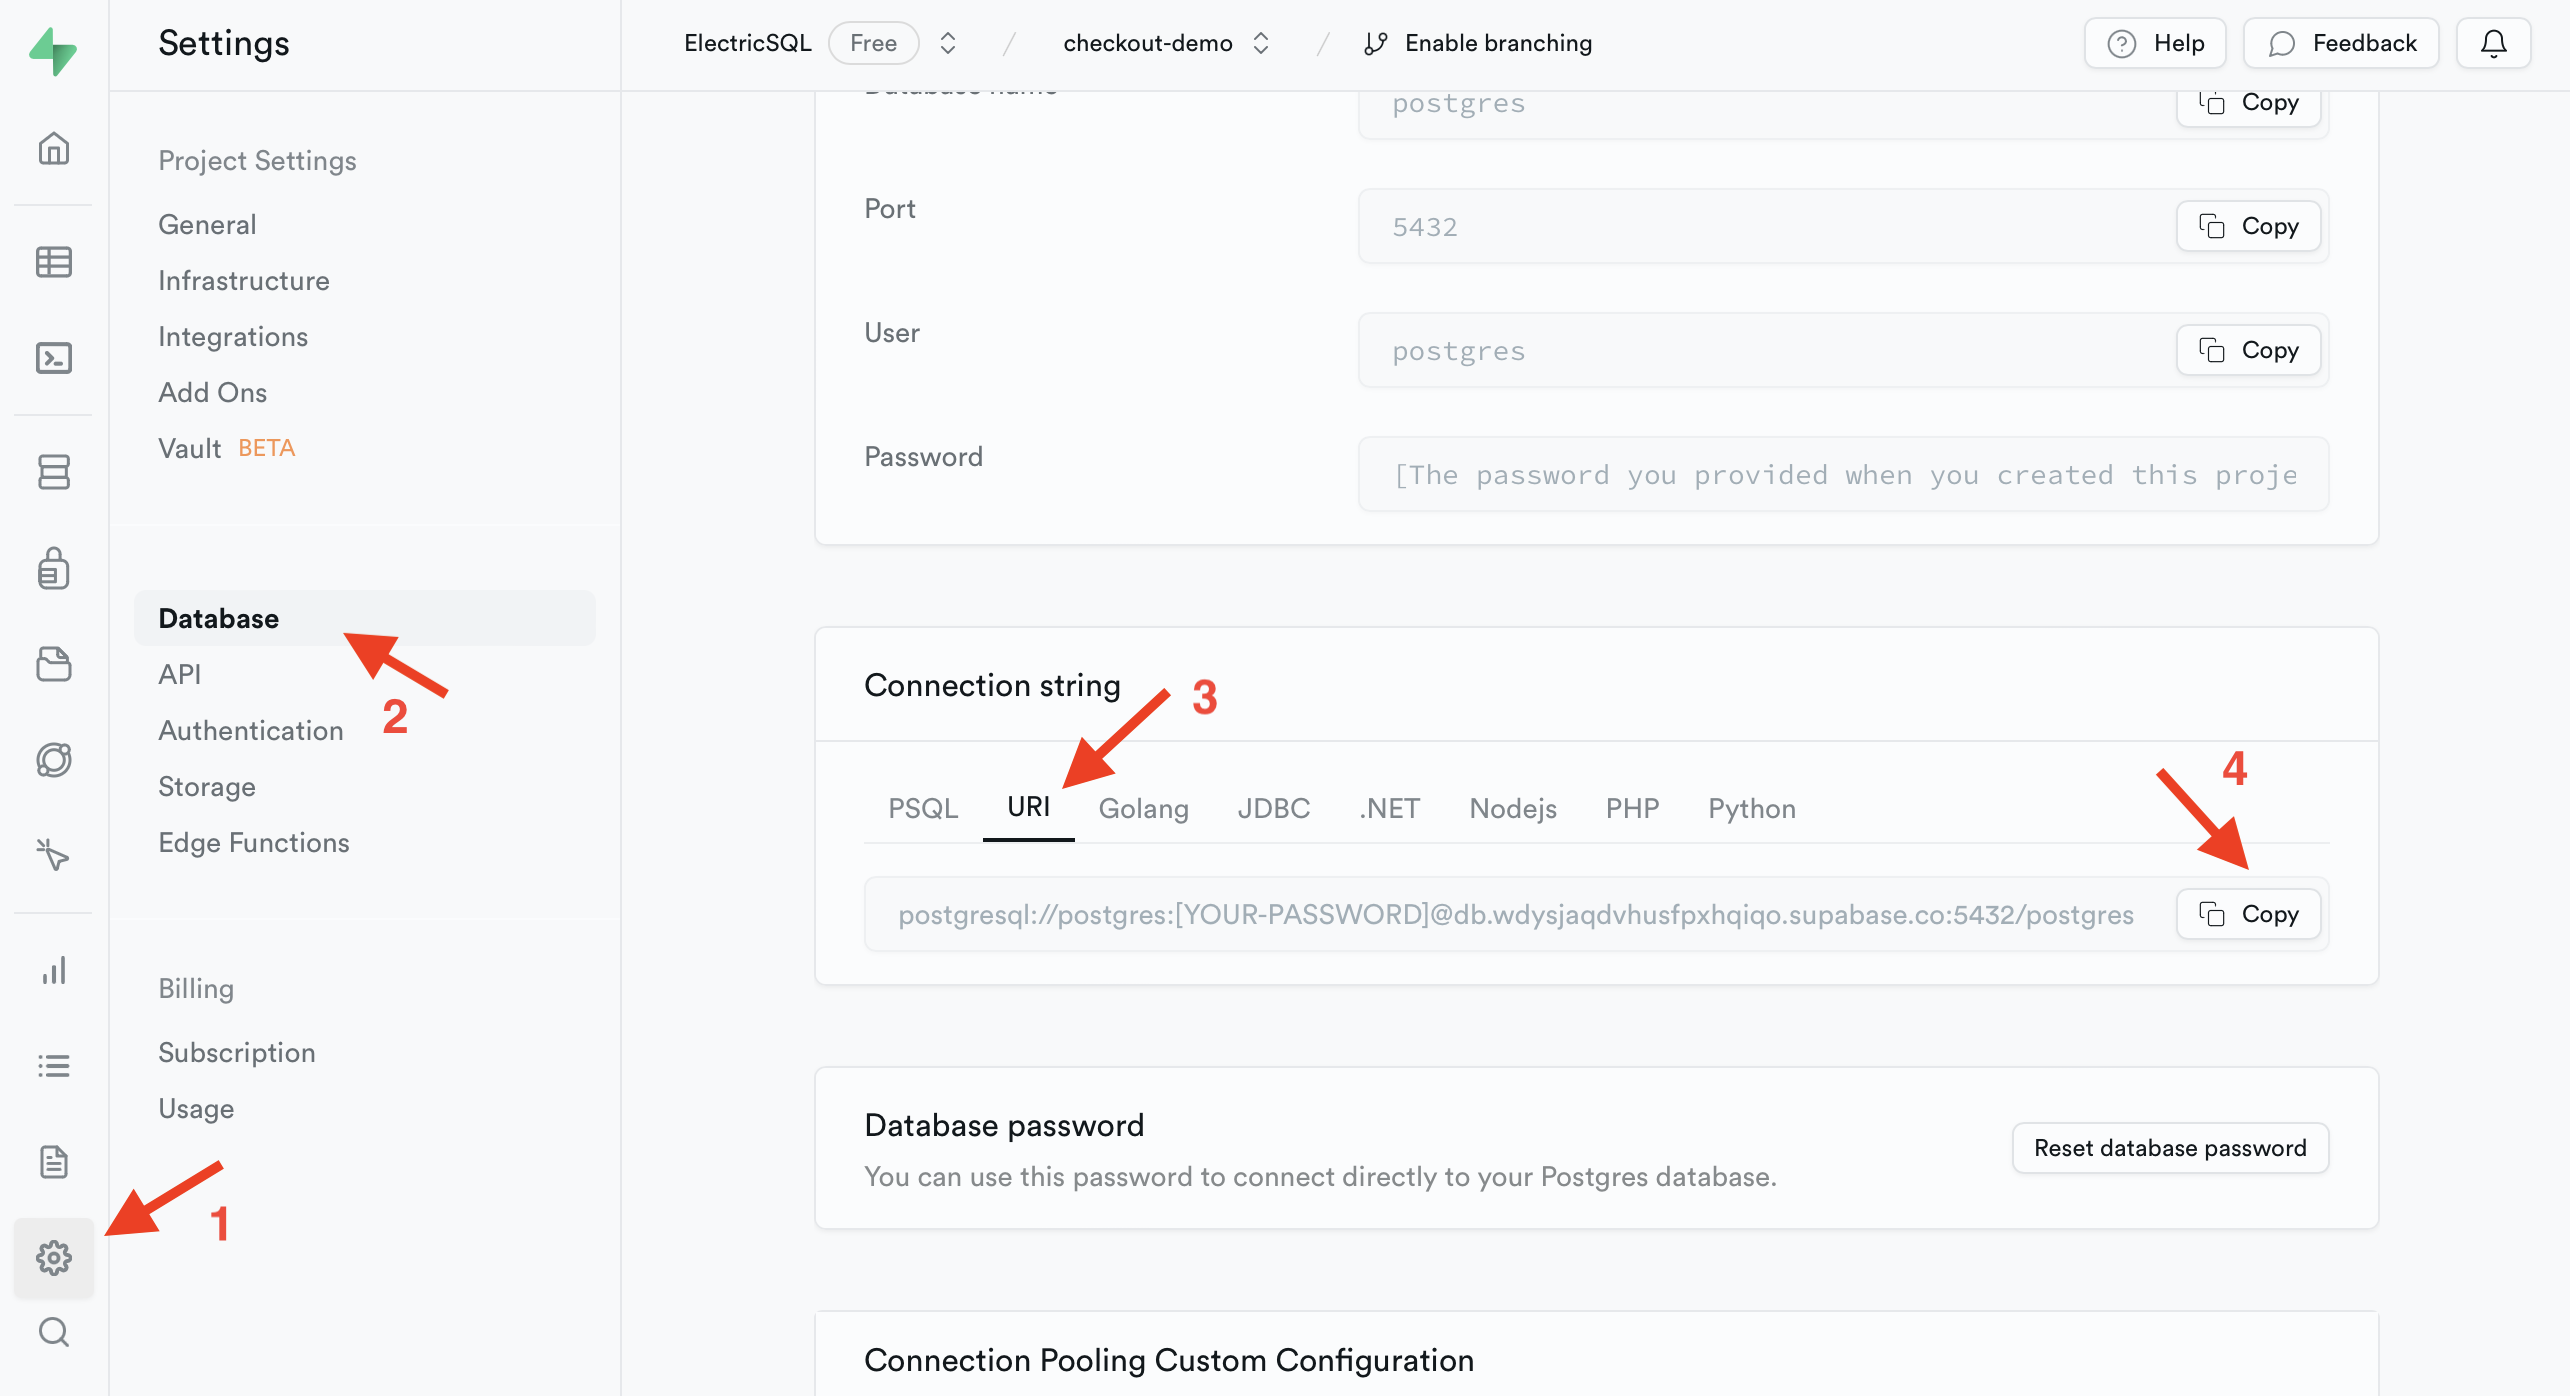 Settings
ElectricSQL Free / checkout-demo / Enable branching
Help
Feedback
Project Settings
General
Infrastructure
Integrations
Add Ons
Vault BETA
Database
API
Authentication
Storage
Edge Functions
Billing
Subscription
Usage
1
2
Database name
postgres
Copy
Port
5432
Copy
User
postgres
Copy
Password
[The password you provided when you created this proje
Connection string
3
4
PSQL URI Golang JDBC .NET Nodejs PHP Python
postgresql://postgres:[YOUR-PASSWORD]@db.wdysjaqdvhusfpxhqiqo.supabase.co:5432/postgres
Copy
Database password
You can use this password to connect directly to your Postgres database.
Reset database password
Connection Pooling Custom Configuration